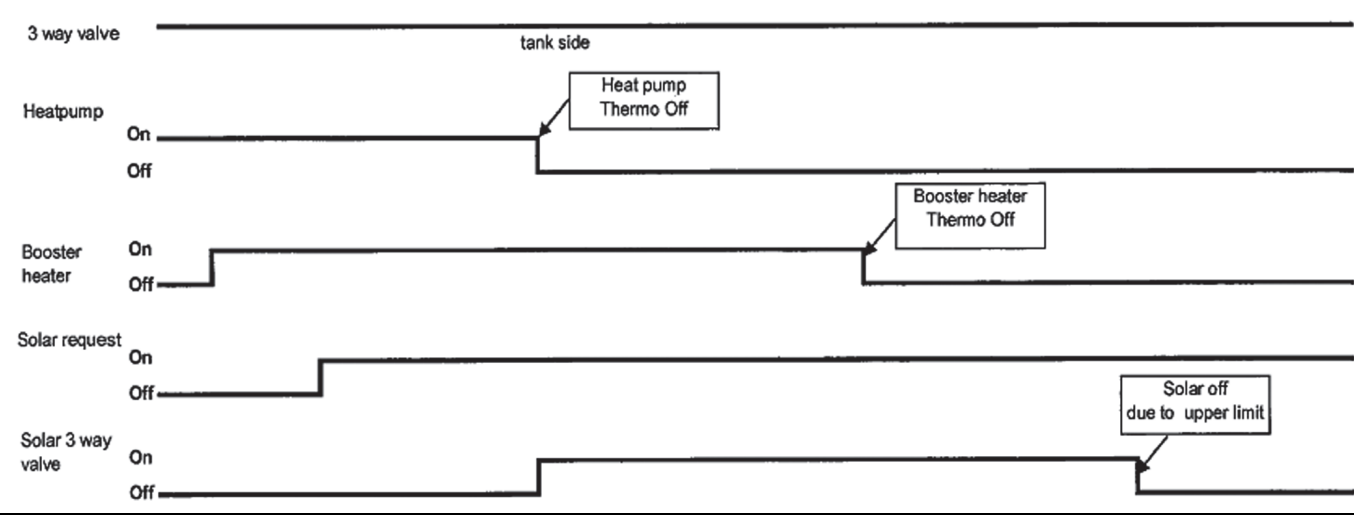 3 way valve
tank side
Heat pump
Thermo Off
Heatpump
On
Off
Booster heater
Thermo Off
Booster
heater
On
Off
Solar request
On
Off
Solar off
due to upper limit
Solar 3 way
valve
On
Off